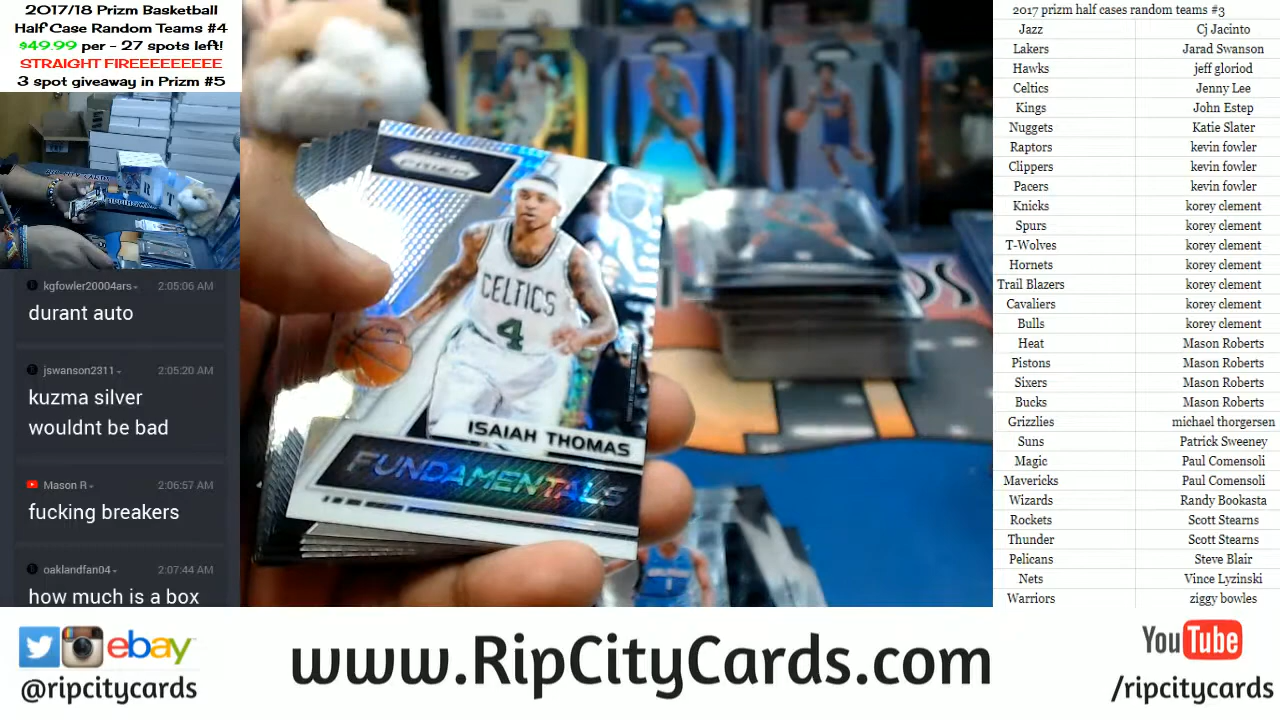 2017/18 Prizm Basketball
Half Case Random Teams #4
$49.99 per - 27 spots left!
STRAIGHT FIREEEEEEEEE
3 spot giveaway in Prizm #5
kgfowler20004ars 2:05:06 AM
durant auto
jswanson2311 2:05:20 AM
kuzma silver
wouldnt be bad
Mason R 2:06:57 AM
fucking breakers
oaklandfan04 2:07:44 AM
how much is a box
PRIZM
CELTICS
4
ISAIAH THOMAS
FUNDAMENTALS
2017 prizm half cases random teams #3
Jazz Cj Jacinto
Lakers Jarad Swanson
Hawks jeff gloriod
Celtics Jenny Lee
Kings John Estep
Nuggets Katie Slater
Raptors kevin fowler
Clippers kevin fowler
Pacers kevin fowler
Knicks korey clement
Spurs korey clement
T-Wolves korey clement
Hornets korey clement
Trail Blazers korey clement
Cavaliers korey clement
Bulls korey clement
Heat Mason Roberts
Pistons Mason Roberts
Sixers Mason Roberts
Bucks Mason Roberts
Grizzlies michael thorgersen
Suns Patrick Sweeney
Magic Paul Comensoli
Mavericks Paul Comensoli
Wizards Randy Bookasta
Rockets Scott Stearns
Thunder Scott Stearns
Pelicans Steve Blair
Nets Vince Lyzinski
Warriors ziggy bowles
ebay
@ripcitycards
www.RipCityCards.com
YouTube
/ripcitycards